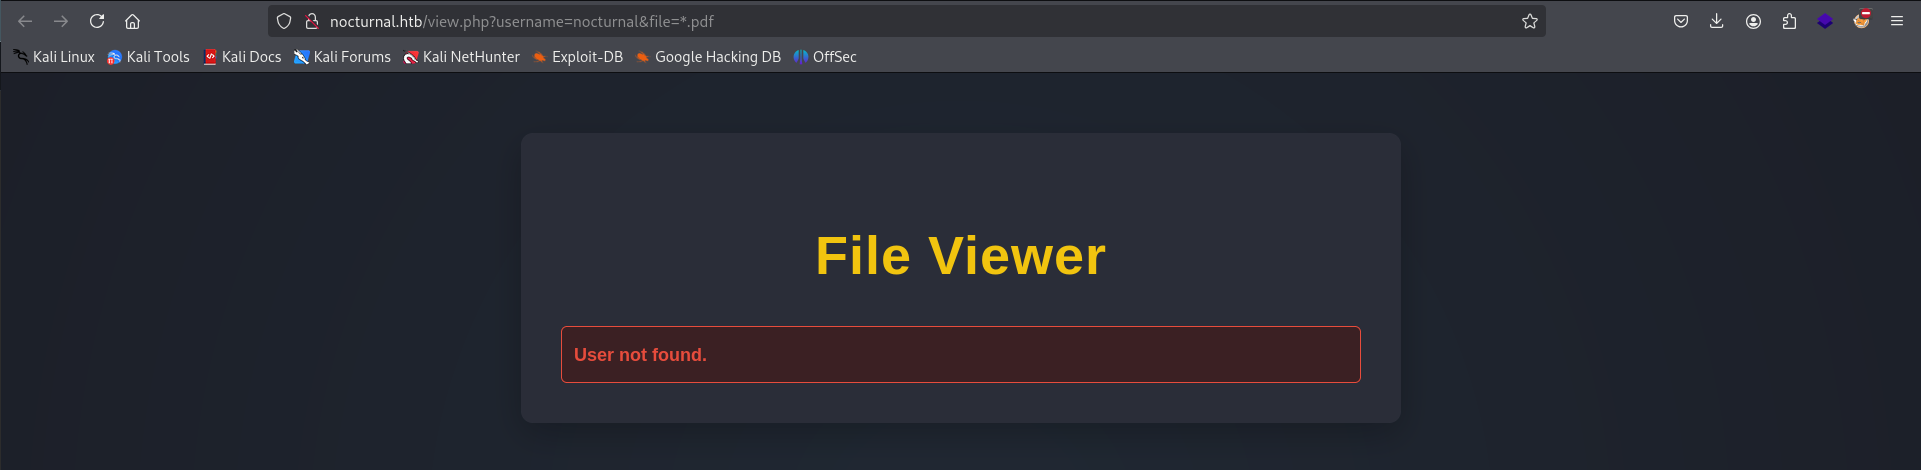 nocturnal.htb/view.php?username=nocturnal&file=*.pdf
Kali Linux Kali Tools Kali Docs Kali Forums Kali NetHunter Exploit-DB Google Hacking DB OffSec
File Viewer
User not found.